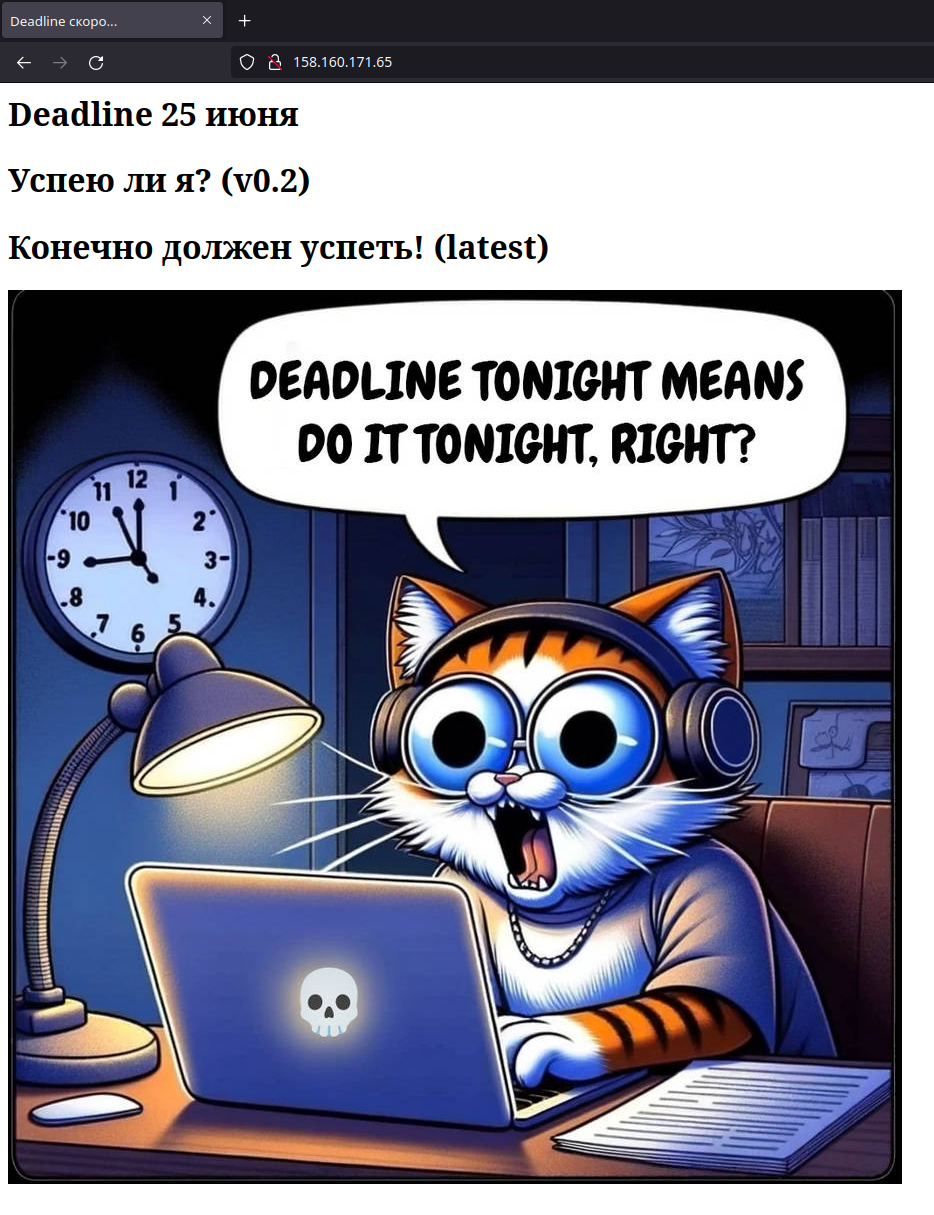 Deadline скоро...
158.160.171.65
Deadline 25 июня
Успею ли я? (v0.2)
Конечно должен успеть! (latest)
DEADLINE TONIGHT MEANS
DO IT TONIGHT, RIGHT?
12
11 1
10 2
9 3
8 4
7 5
6